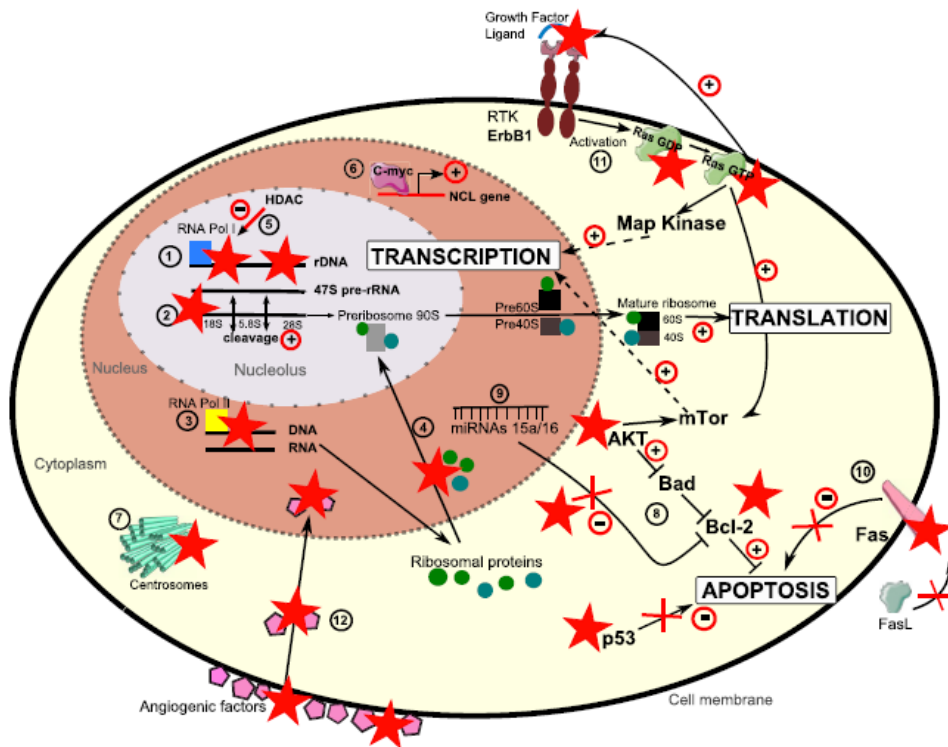 Growth Factor
Ligand
+
RTK
ErbB1
Activation
11
Ras GDP
Ras GTP
6
C-myc
+
NCL gene
Map Kinase
-
HDAC
5
RNA Pol I
1
rDNA
TRANSCRIPTION
+
+
47S pre-rRNA
2
18S
5.8S
28S
cleavage
+
Preribosome 90S
Pre60S
Pre40S
Mature ribosome
60S
40S
+
TRANSLATION
Nucleus
Nucleolus
+
RNA Pol II
3
DNA
RNA
4
9
miRNAs 15a/16
mTor
AKT
+
Cytoplasm
Bad
8
10
-
-
Bcl-2
Fas
7
Centrosomes
+
Ribosomal proteins
APOPTOSIS
12
p53
-
FasL
-
Angiogenic factors
Cell membrane